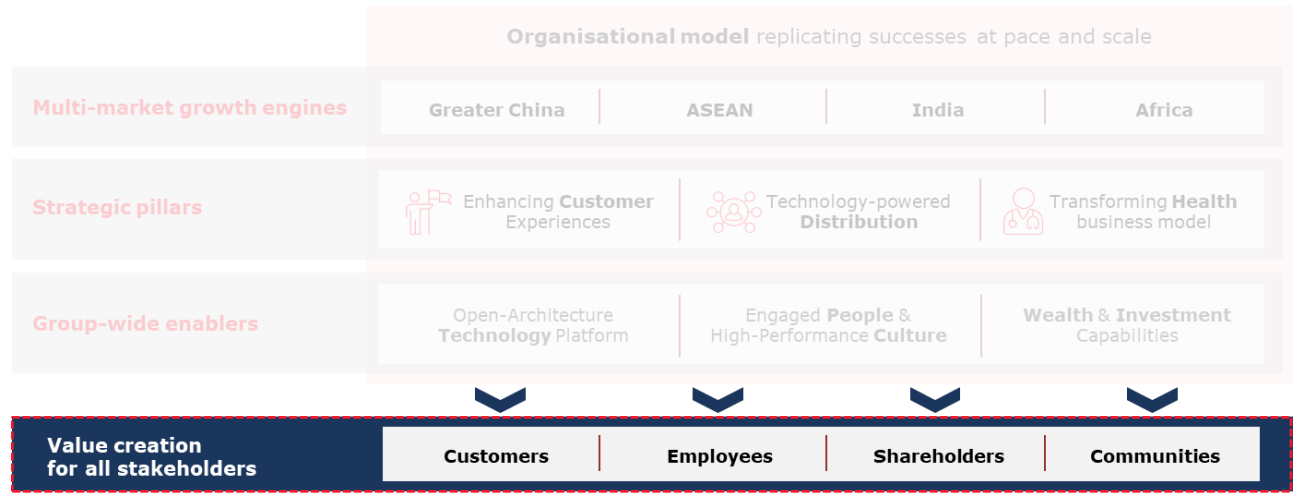 Organisational model replicating successes at pace and scale
Multi-market growth engines
Greater China
ASEAN
India
Africa
Strategic pillars
Enhancing Customer
Experiences
Technology-powered
Distribution
Transforming Health
business model
Group-wide enablers
Open-Architecture
Technology Platform
Engaged People &
High-Performance Culture
Wealth & Investment
Capabilities
Value creation
for all stakeholders
Customers
Employees
Shareholders
Communities